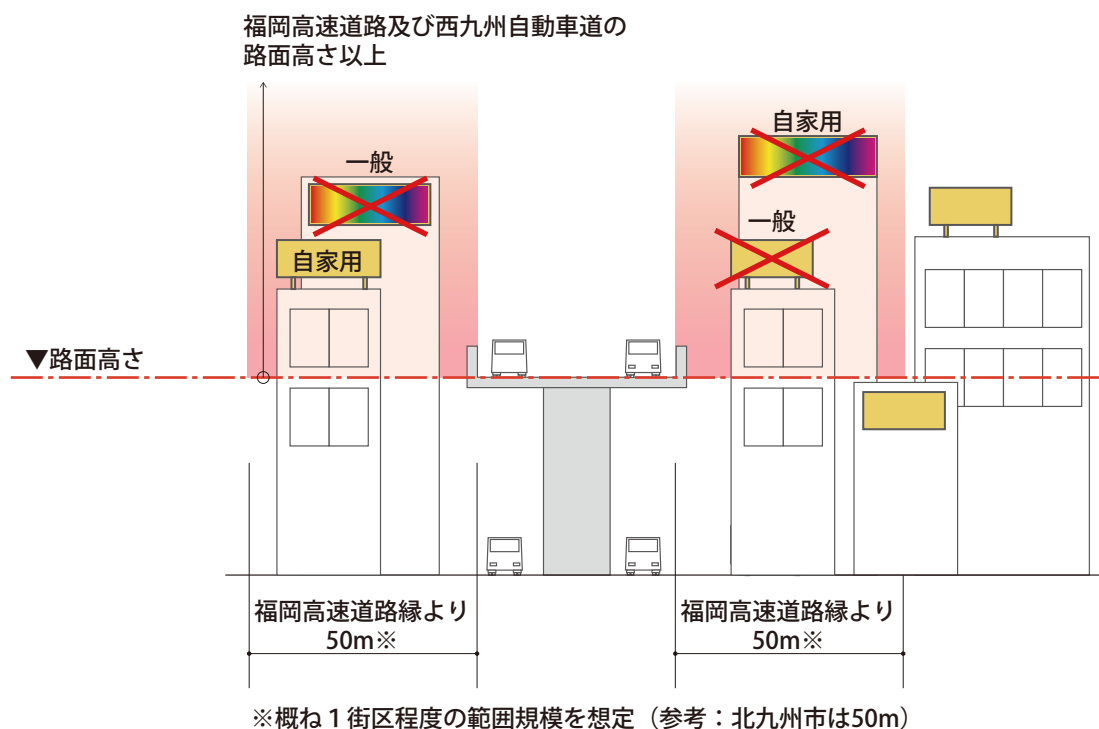 福岡高速道路及び西九州自動車道の
路面高さ以上
自家用
一般
一般
自家用
▼路面高さ
福岡高速道路縁より
50m※
福岡高速道路縁より
50m※
※概ね１街区程度の範囲規模を想定（参考：北九州市は50m）